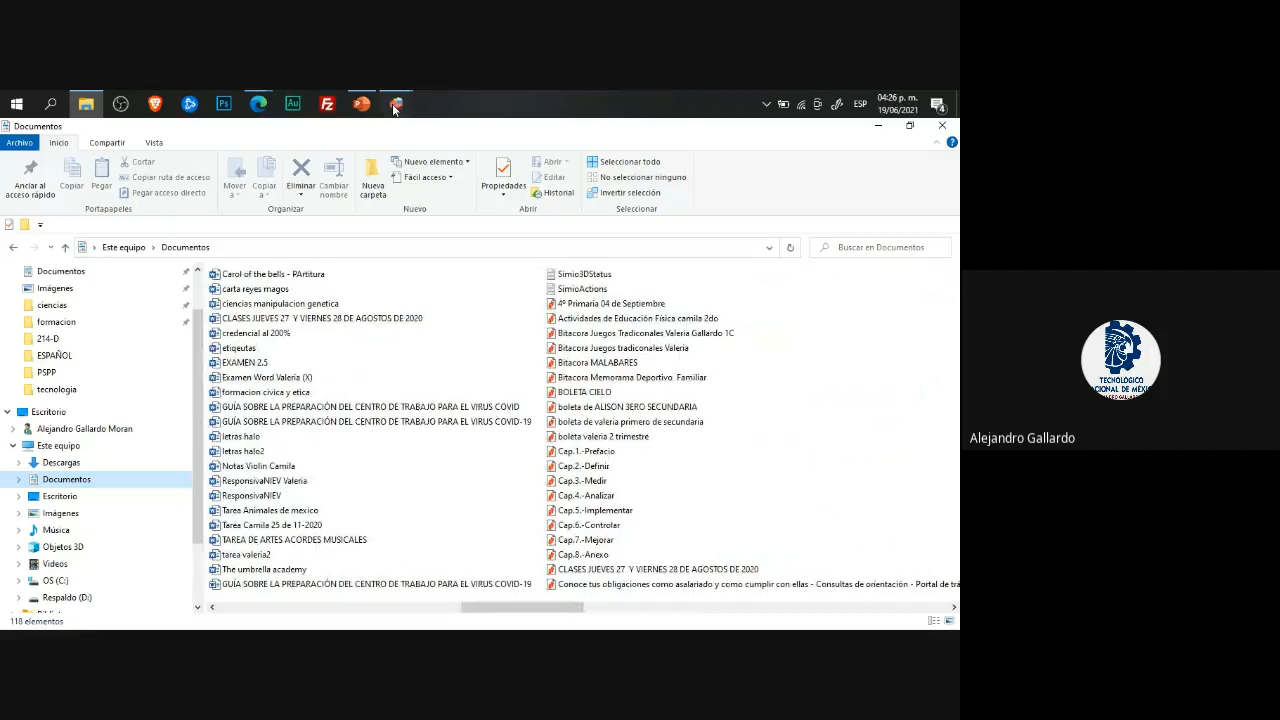 04:26 p. m.
ESP
19/06/2021
4
Documentos
Archivo Inicio Compartir Vista
Anclar al acceso rápido
Copiar
Pegar
Cortar
Copiar ruta de acceso
Pegar acceso directo
Portapapeles
Mover a
Copiar a
Eliminar
Cambiar nombre
Organizar
Nueva carpeta
Nuevo elemento
Fácil acceso
Nuevo
Propiedades
Abrir
Editar
Historial
Abrir
Seleccionar todo
No seleccionar ninguno
Invertir selección
Seleccionar
Este equipo > Documentos
Buscar en Documentos
Documentos
Imágenes
ciencias
formacion
214-D
ESPAÑOL
PSPP
tecnologia
Escritorio
Alejandro Gallardo Moran
Este equipo
Descargas
Documentos
Escritorio
Imágenes
Música
Objetos 3D
Videos
OS (C:)
Respaldo (D:)
Carol of the bells - PArtitura
carta reyes magos
ciencias manipulacion genetica
CLASES JUEVES 27 Y VIERNES 28 DE AGOSTOS DE 2020
credencial al 200%
etiqeutas
EXAMEN 2.5
Examen Word Valeria (X)
formacion civica y etica
GUÍA SOBRE LA PREPARACIÓN DEL CENTRO DE TRABAJO PARA EL VIRUS COVID
GUÍA SOBRE LA PREPARACIÓN DEL CENTRO DE TRABAJO PARA EL VIRUS COVID-19
letras halo
letras halo2
Notas Violin Camila
ResponsivaNIEV Valeria
ResponsivaNIEV
Tarea Animales de mexico
Tarea Camila 25 de 11-2020
TAREA DE ARTES ACORDES MUSICALES
tarea valeria2
The umbrella academy
GUÍA SOBRE LA PREPARACIÓN DEL CENTRO DE TRABAJO PARA EL VIRUS COVID-19
Simio3DStatus
SimioActions
4º Primaria 04 de Septiembre
Actividades de Educación Física camila 2do
Bitacora Juegos Tradicionales Valeria Gallardo 1C
Bitacora Juegos tradiconales Valeria
Bitacora MALABARES
Bitacora Memorama Deportivo Familiar
BOLETA CIELO
boleta de ALISON 3ERO SECUNDARIA
boleta de valeria primero de secundaria
boleta valeria 2 trimestre
Cap.1.-Prefacio
Cap.2.-Definir
Cap.3.-Medir
Cap.4.-Analizar
Cap.5.-Implementar
Cap.6.-Controlar
Cap.7.-Mejorar
Cap.8.-Anexo
CLASES JUEVES 27 Y VIERNES 28 DE AGOSTOS DE 2020
Conoce tus obligaciones como asalariado y como cumplir con ellas - Consultas de orientación - Portal de trá
118 elementos
TECNOLOGICO
Alejandro Gallardo